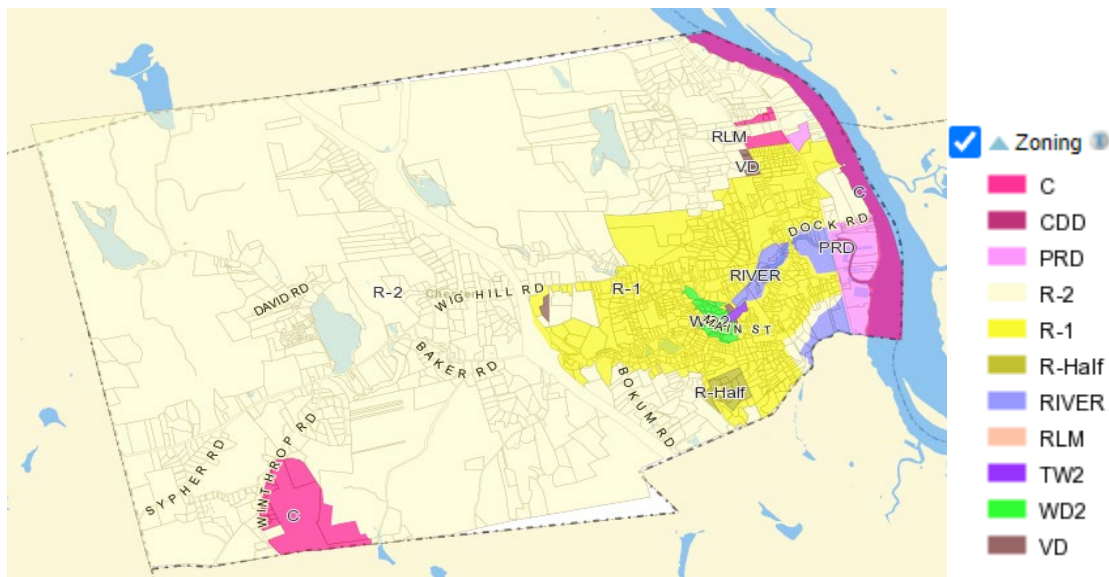 RLM
VD
C
DOCK RD
PRD
RIVER
R-2
WIG HILL RD
R-1
DAVID RD
MAIN ST
BAKER RD
BOKUM RD
R-Half
WINTHROP RD
SYPHER RD
C
Zoning
C
CDD
PRD
R-2
R-1
R-Half
RIVER
RLM
TW2
WD2
VD